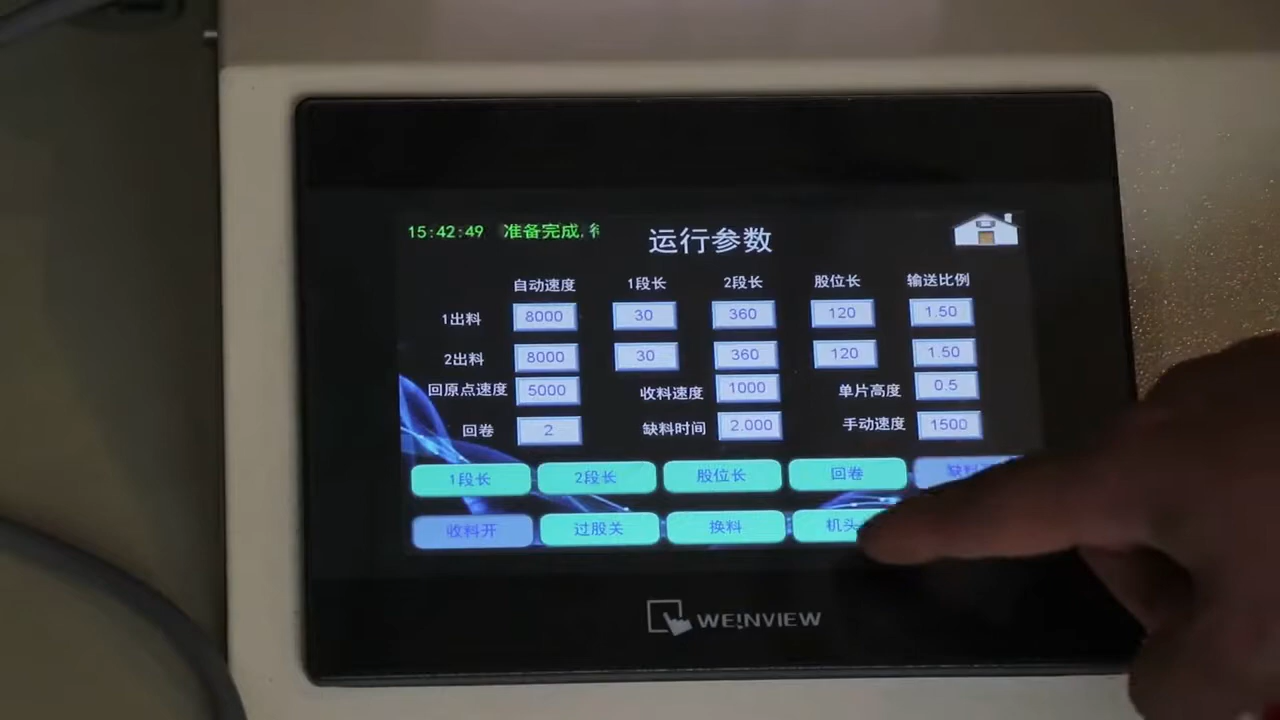 15:42:49 准备完成,
运行参数
自动速度 1段长 2段长 股位长 输送比例
1出料 8000 30 360 120 1.50
2出料 8000 30 360 120 1.50
回原点速度 5000 收料速度 1000 单片高度 0.5
回卷 2 缺料时间 2.000 手动速度 1500
1段长 2段长 股位长 回卷 缺料
收料开 过股关 换料 机头
WE!NVIEW